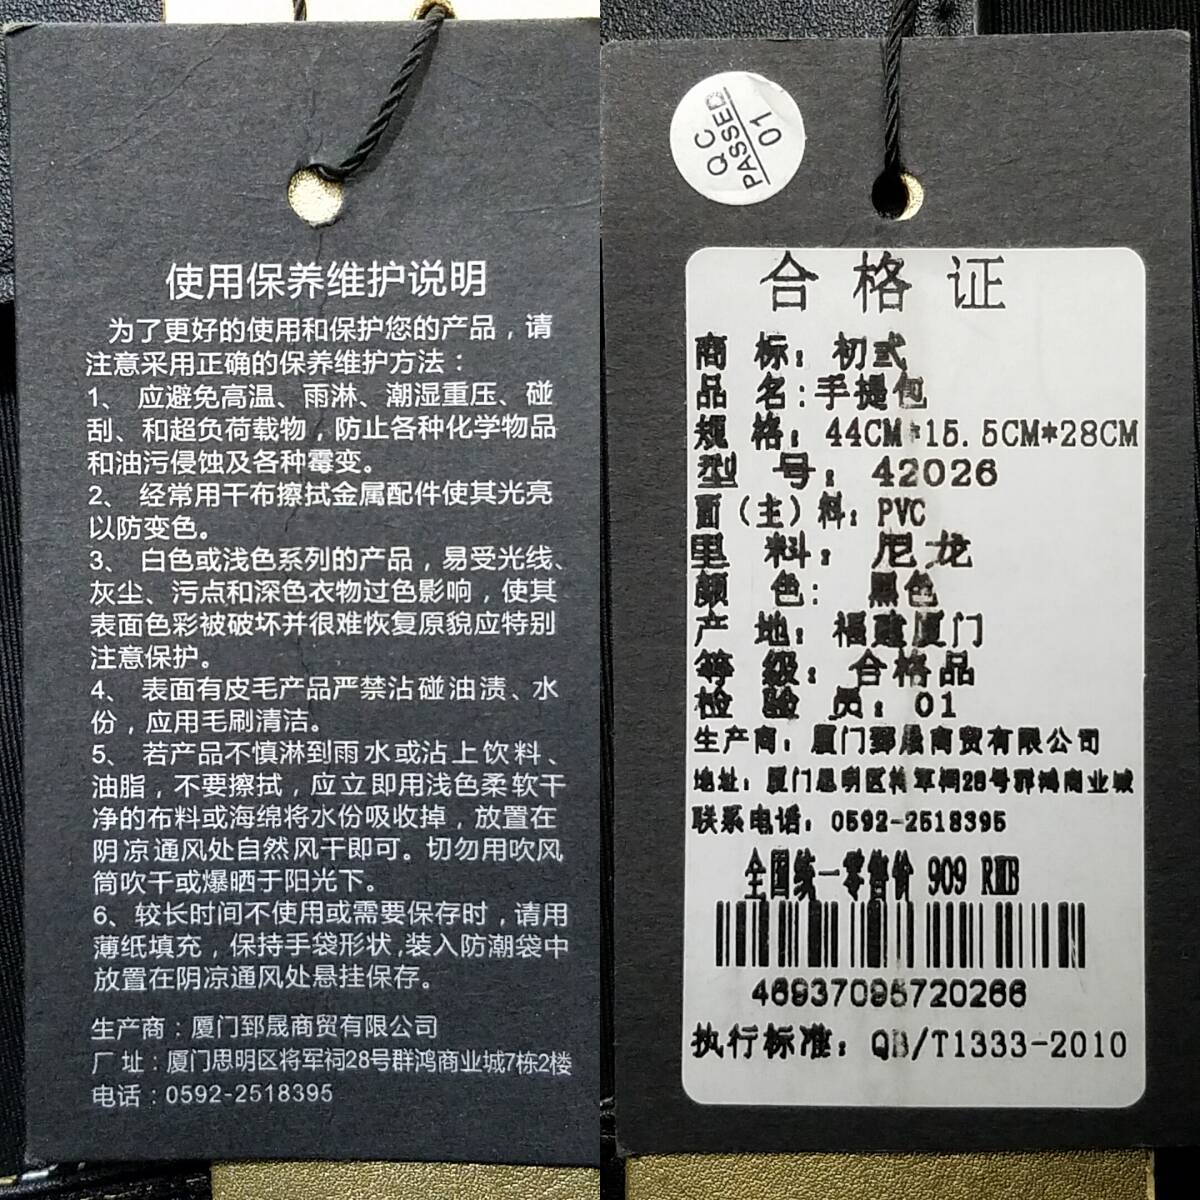 使用保养维护说明
为了更好的使用和保护您的产品，请
注意采用正确的保养维护方法：
1、 应避免高温、雨淋、潮湿重压、碰
刮、和超负荷载物，防止各种化学物品
和油污侵蚀及各种霉变。
2、 经常用干布擦拭金属配件使其光亮
以防变色。
3、 白色或浅色系列的产品，易受光线、
灰尘、污点和深色衣物过色影响，使其
表面色彩被破坏并很难恢复原貌应特别
注意保护。
4、 表面有皮毛产品严禁沾碰油渍、水
份，应用毛刷清洁。
5、 若产品不慎淋到雨水或沾上饮料、
油脂，不要擦拭，应立即用浅色柔软干
净的布料或海绵将水份吸收掉，放置在
阴凉通风处自然风干即可。切勿用吹风
筒吹干或爆晒于阳光下。
6、 较长时间不使用或需要保存时，请用
薄纸填充，保持手袋形状,装入防潮袋中
放置在阴凉通风处悬挂保存。
生产商：厦门郅晟商贸有限公司
厂 址：厦门思明区将军祠28号群鸿商业城7栋2楼
电话：0592-2518395
QC
PASSED
01
合格证
商 标：初弎
品 名：手提包
规 格：44CM*15.5CM*28CM
型 号：42026
面（主）料：PVC
里 料：尼龙
颜 色：黑色
产 地：福建厦门
等 级：合格品
检 验 员：01
生产商：厦门郅晟商贸有限公司
地址：厦门思明区将军祠28号群鸿商业城
联系电话：0592-2518395
全国统一零售价 909 RMB
46937095720266
执行标准：QB/T1333-2010